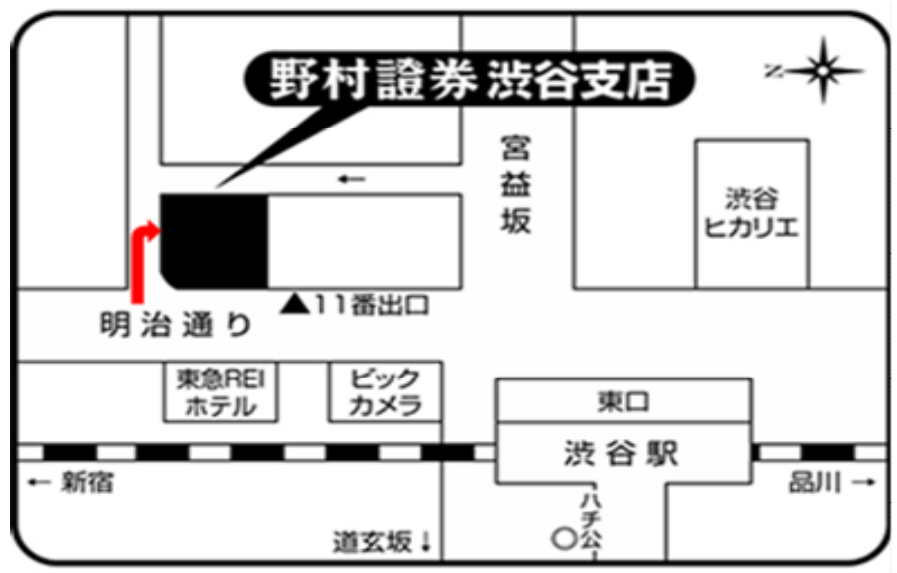 野村證券 渋谷支店
N
宮益坂
←
渋谷
ヒカリエ
▲11番出口
明治通り
東急REI
ホテル
ビック
カメラ
東口
渋谷駅
← 新宿
品川 →
ハチ公口
道玄坂↓